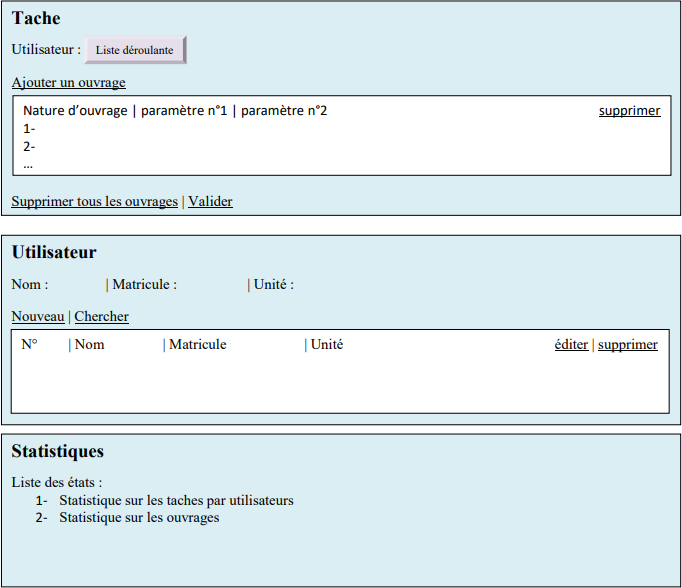 Tache
Utilisateur : Liste déroulante
Ajouter un ouvrage
Nature d'ouvrage | paramètre n°1 | paramètre n°2 supprimer
1-
2-
...
Supprimer tous les ouvrages | Valider
Utilisateur
Nom : | Matricule : | Unité :
Nouveau | Chercher
N° | Nom | Matricule | Unité éditer | supprimer
Statistiques
Liste des états :
1- Statistique sur les taches par utilisateurs
2- Statistique sur les ouvrages